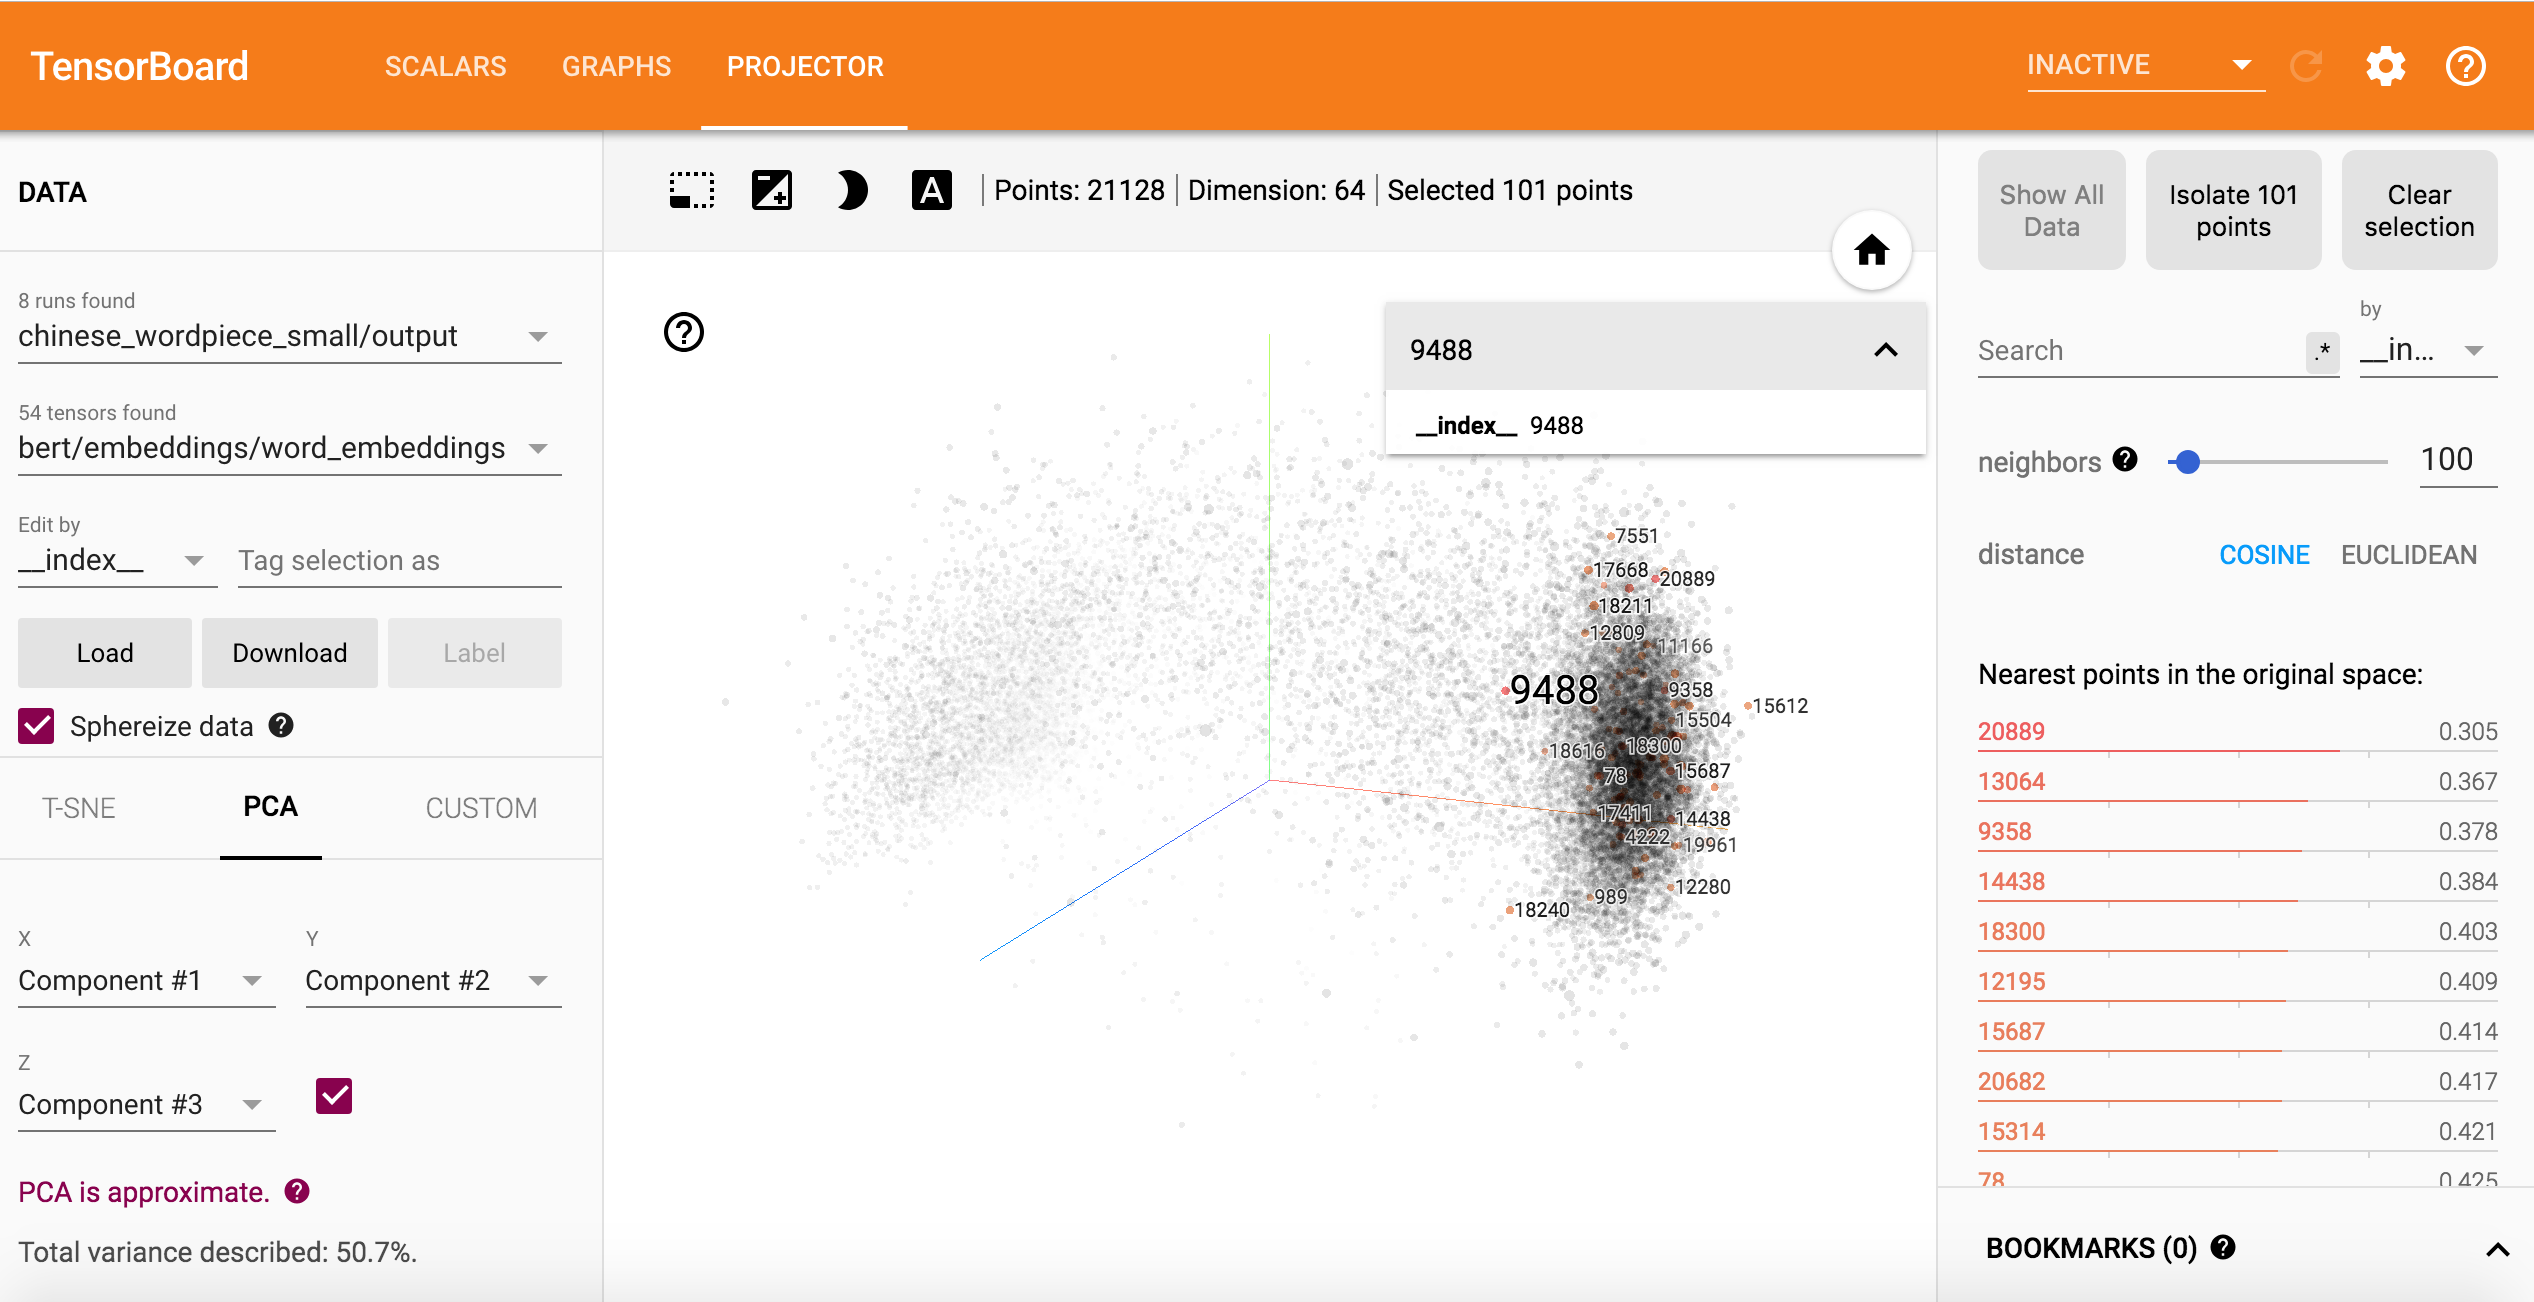 TensorBoard
SCALARS
GRAPHS
PROJECTOR
INACTIVE
DATA
8 runs found
chinese_wordpiece_small/output
54 tensors found
bert/embeddings/word_embeddings
Edit by
__index__
Tag selection as
Load
Download
Label
Sphereize data
T-SNE
PCA
CUSTOM
X
Component #1
Y
Component #2
Z
Component #3
PCA is approximate.
Total variance described: 50.7%.
A
Points: 21128
Dimension: 64
Selected 101 points
9488
__index__ 9488
7551
17668
20889
18211
12809
11166
9488
9358
15612
15504
18616
18300
78
15687
17411
14438
4222
19961
12280
989
18240
Show All
Data
Isolate 101
points
Clear
selection
Search
.*
by
__in...
neighbors
100
distance
COSINE
EUCLIDEAN
Nearest points in the original space:
20889 0.305
13064 0.367
9358 0.378
14438 0.384
18300 0.403
12195 0.409
15687 0.414
20682 0.417
15314 0.421
78 0.425
BOOKMARKS (0)